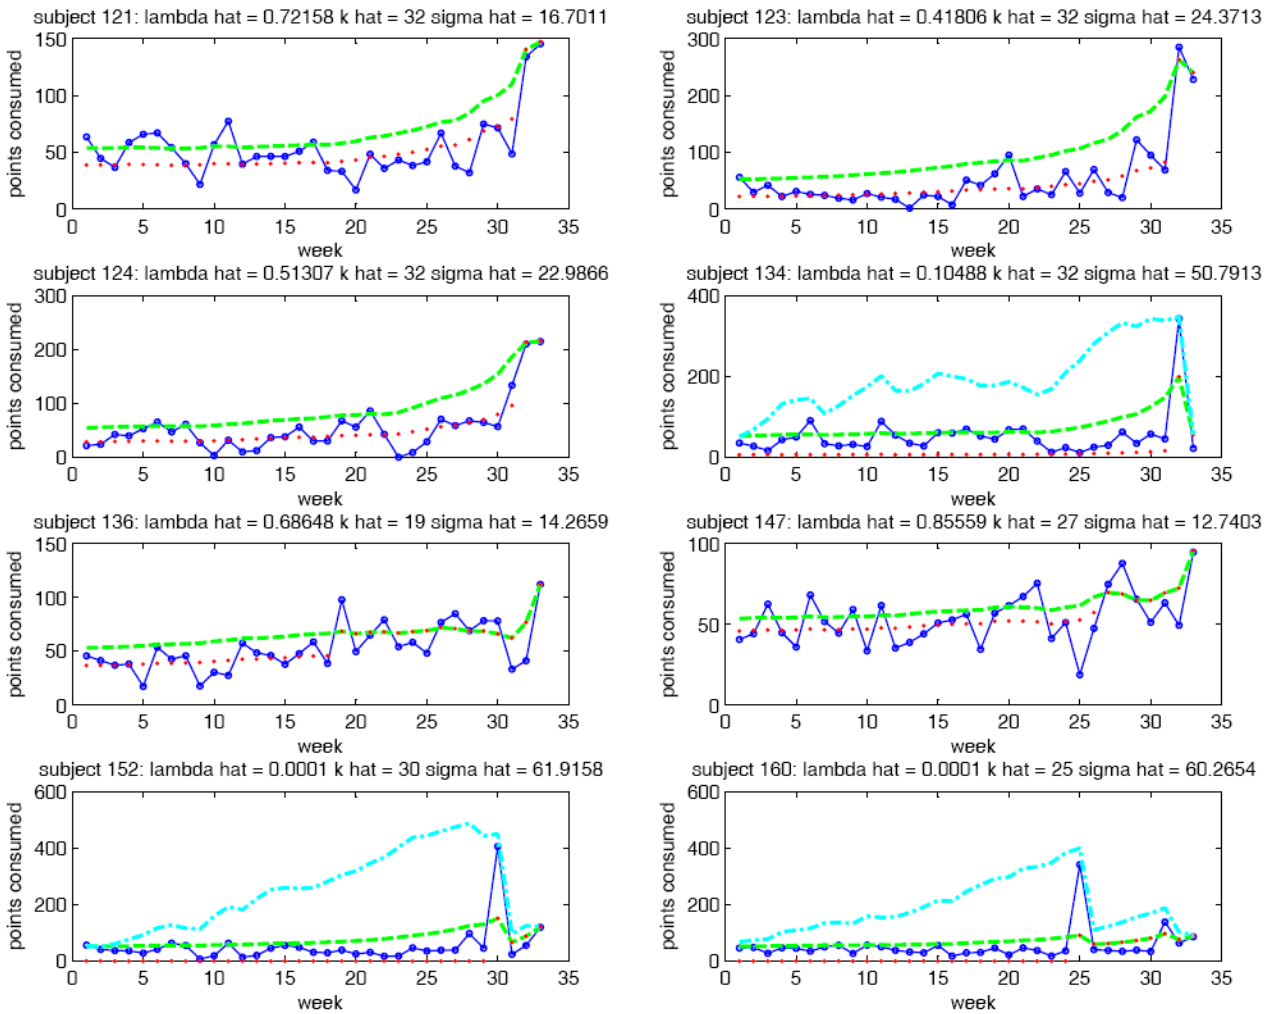 subject 121: lambda hat = 0.72158 k hat = 32 sigma hat = 16.7011
points consumed
150
100
50
0
0 5 10 15 20 25 30 35
week
subject 123: lambda hat = 0.41806 k hat = 32 sigma hat = 24.3713
points consumed
300
200
100
0
0 5 10 15 20 25 30 35
week
subject 124: lambda hat = 0.51307 k hat = 32 sigma hat = 22.9866
points consumed
300
200
100
0
0 5 10 15 20 25 30 35
week
subject 134: lambda hat = 0.10488 k hat = 32 sigma hat = 50.7913
points consumed
400
200
0
0 5 10 15 20 25 30 35
week
subject 136: lambda hat = 0.68648 k hat = 19 sigma hat = 14.2659
points consumed
150
100
50
0
0 5 10 15 20 25 30 35
week
subject 147: lambda hat = 0.85559 k hat = 27 sigma hat = 12.7403
points consumed
100
50
0
0 5 10 15 20 25 30 35
week
subject 152: lambda hat = 0.0001 k hat = 30 sigma hat = 61.9158
points consumed
600
400
200
0
0 5 10 15 20 25 30 35
week
subject 160: lambda hat = 0.0001 k hat = 25 sigma hat = 60.2654
points consumed
600
400
200
0
0 5 10 15 20 25 30 35
week